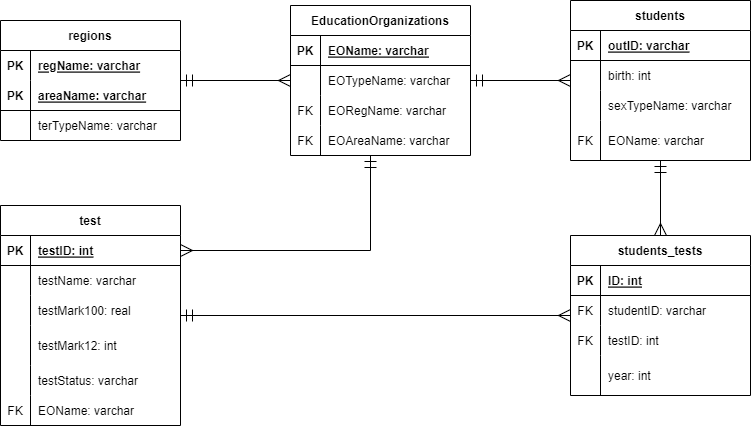 regions
PK regName: varchar
PK areaName: varchar
terTypeName: varchar
EducationOrganizations
PK EOName: varchar
EOTypeName: varchar
FK EORegName: varchar
FK EOAreaName: varchar
students
PK outID: varchar
birth: int
sexTypeName: varchar
FK EOName: varchar
test
PK testID: int
testName: varchar
testMark100: real
testMark12: int
testStatus: varchar
FK EOName: varchar
students_tests
PK ID: int
FK studentID: varchar
FK testID: int
year: int